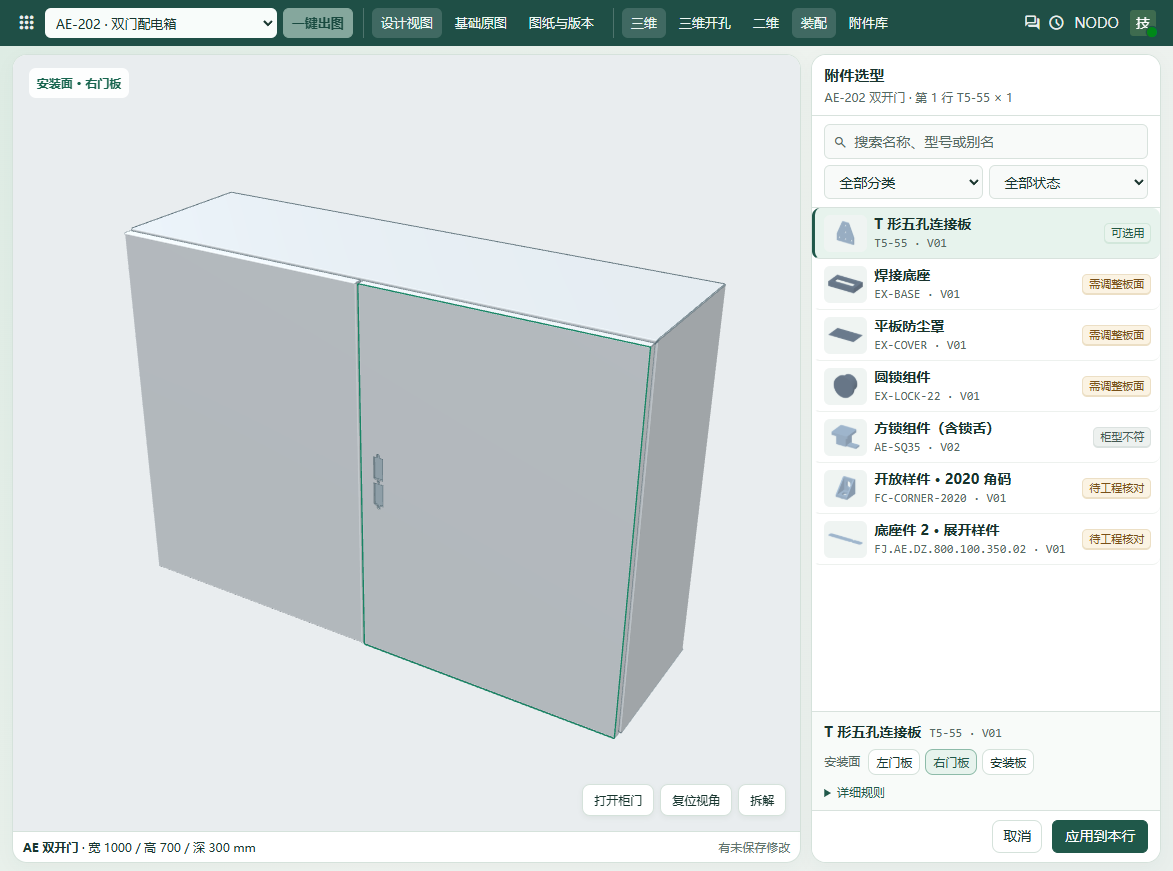 AE-202 · 双门配电箱 一键出图 设计视图 基础原图 图纸与版本 三维 三维开孔 二维 装配 附件库 NODO 技
安装面 • 右门板
打开柜门 复位视角 拆解
AE 双开门 · 宽 1000 / 高 700 / 深 300 mm 有未保存修改
附件选型
AE-202 双开门 · 第 1 行 T5-55 × 1
搜索名称、型号或别名
全部分类 全部状态
T 形五孔连接板
T5-55 · V01 可选用
焊接底座
EX-BASE · V01 需调整板面
平板防尘罩
EX-COVER · V01 需调整板面
圆锁组件
EX-LOCK-22 · V01 需调整板面
方锁组件（含锁舌）
AE-SQ35 · V02 柜型不符
开放样件 • 2020 角码
FC-CORNER-2020 · V01 待工程核对
底座件 2 • 展开样件
FJ.AE.DZ.800.100.350.02 · V01 待工程核对
T 形五孔连接板 T5-55 · V01
安装面 左门板 右门板 安装板
详细规则
取消 应用到本行